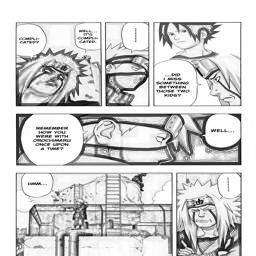 ...DID
I MISS
SOMETHING
BETWEEN
THOSE TWO
KIDS?
......
WELL...
IT'S
COMPLI-
CATED.
COMPLI-
CATED?
WELL...
REMEMBER
HOW YOU
WERE WITH
OROCHIMARU
ONCE UPON
A TIME?
......
UMM...